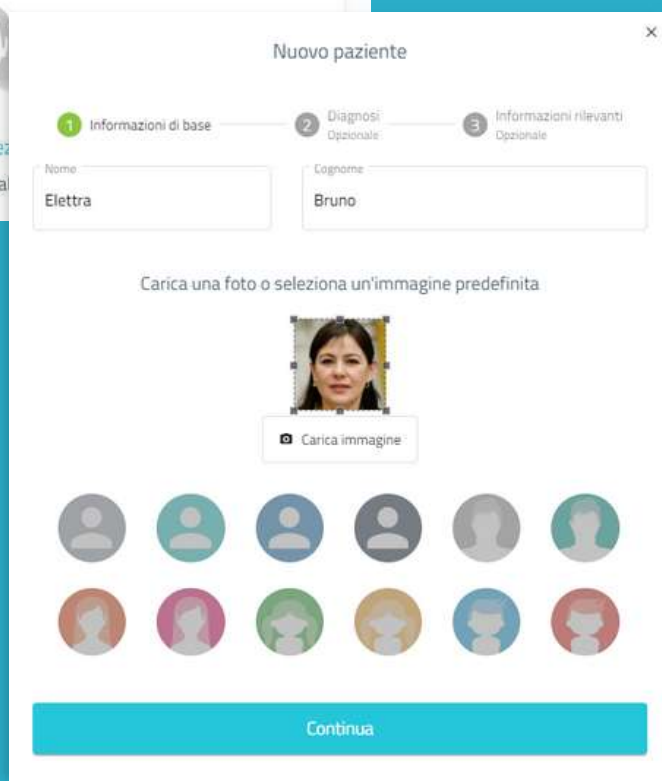 Nuovo paziente
×
1 Informazioni di base
2 Diagnosi
Opzionale
3 Informazioni rilevanti
Opzionale
Nome
Elettra
Cognome
Bruno
Carica una foto o seleziona un'immagine predefinita
Carica immagine
Continua